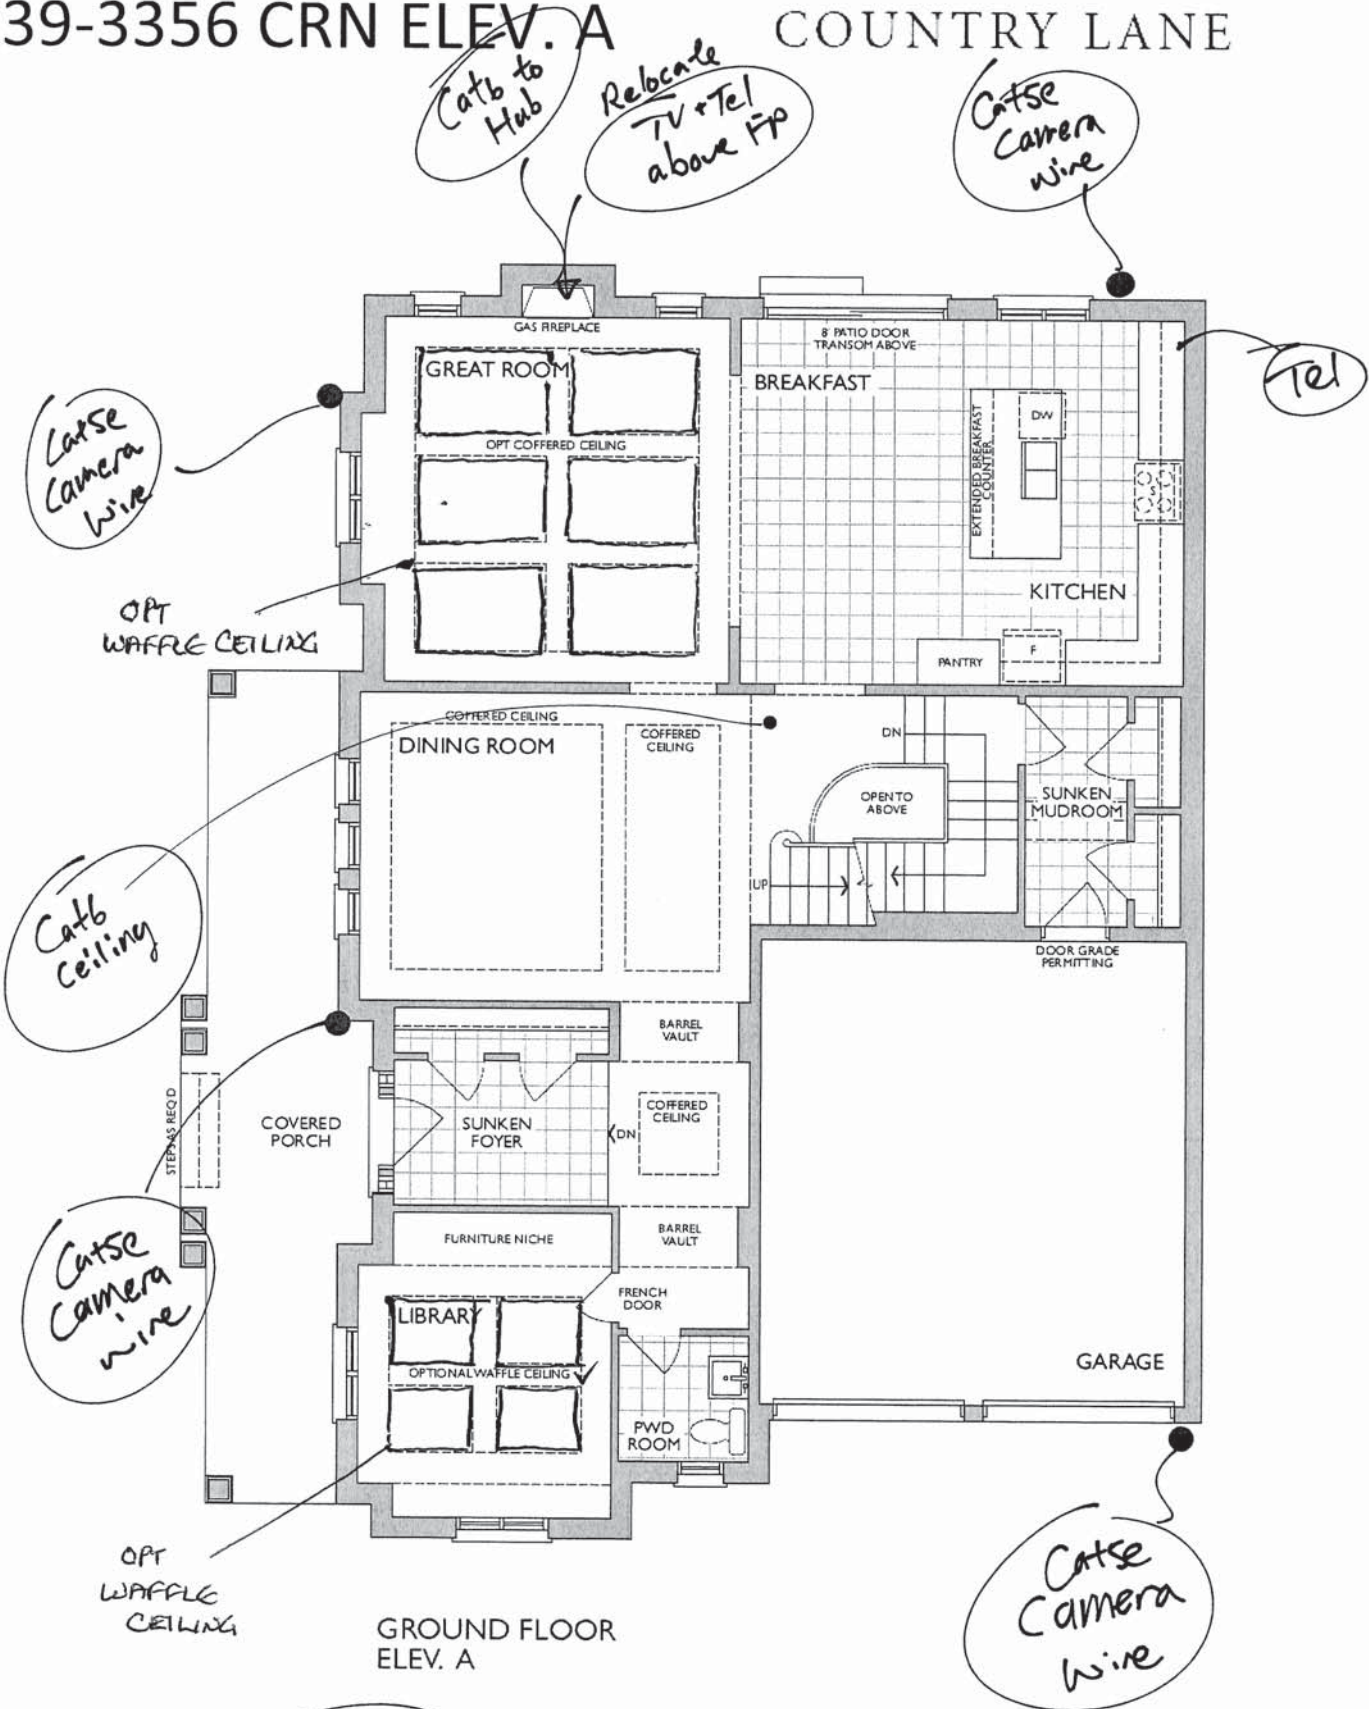 39-3356 CRN ELEV. A
COUNTRY LANE
Cat6 to
Hub
Relocate
TV + Tel
above Fp
Cat5e
Camera
wire
GAS FIREPLACE
8' PATIO DOOR
TRANSOM ABOVE
GREAT ROOM
BREAKFAST
Tel
Cat5e
Camera
wire
DW
OPT COFFERED CEILING
EXTENDED BREAKFAST
COUNTER
S
KITCHEN
OPT
WAFFLE CEILING
PANTRY
F
COFFERED CEILING
DINING ROOM
COFFERED
CEILING
DN
OPEN TO
ABOVE
SUNKEN
MUDROOM
UP
Cat6
Ceiling
DOOR GRADE
PERMITTING
BARREL
VAULT
STEPS AS REQ'D
COVERED
PORCH
SUNKEN
FOYER
DN
COFFERED
CEILING
Cat5e
Camera
wire
FURNITURE NICHE
BARREL
VAULT
FRENCH
DOOR
LIBRARY
OPTIONAL WAFFLE CEILING
GARAGE
PWD
ROOM
OPT
WAFFLE
CEILING
Cat5e
Camera
wire
GROUND FLOOR
ELEV. A